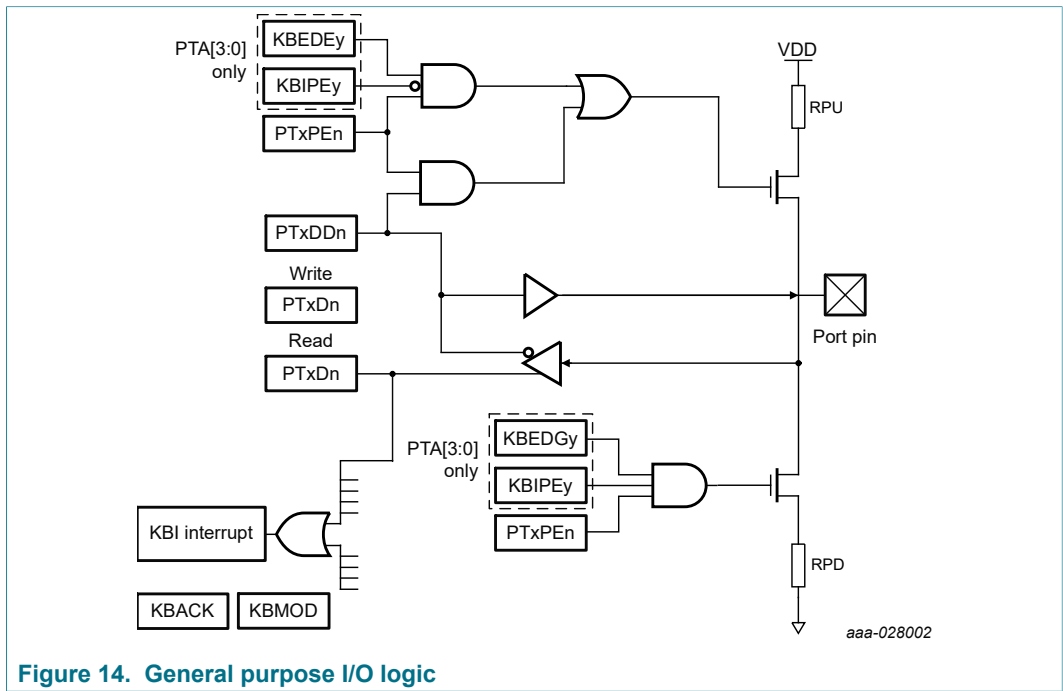 PTA[3:0]
only
KBEDEy
KBIPEy
PTxPEn
VDD
RPU
PTxDDn
Write
PTxDn
Read
PTxDn
Port pin
PTA[3:0]
only
KBEDGy
KBIPEy
PTxPEn
KBI interrupt
RPD
KBACK
KBMOD
aaa-028002
Figure 14. General purpose I/O logic